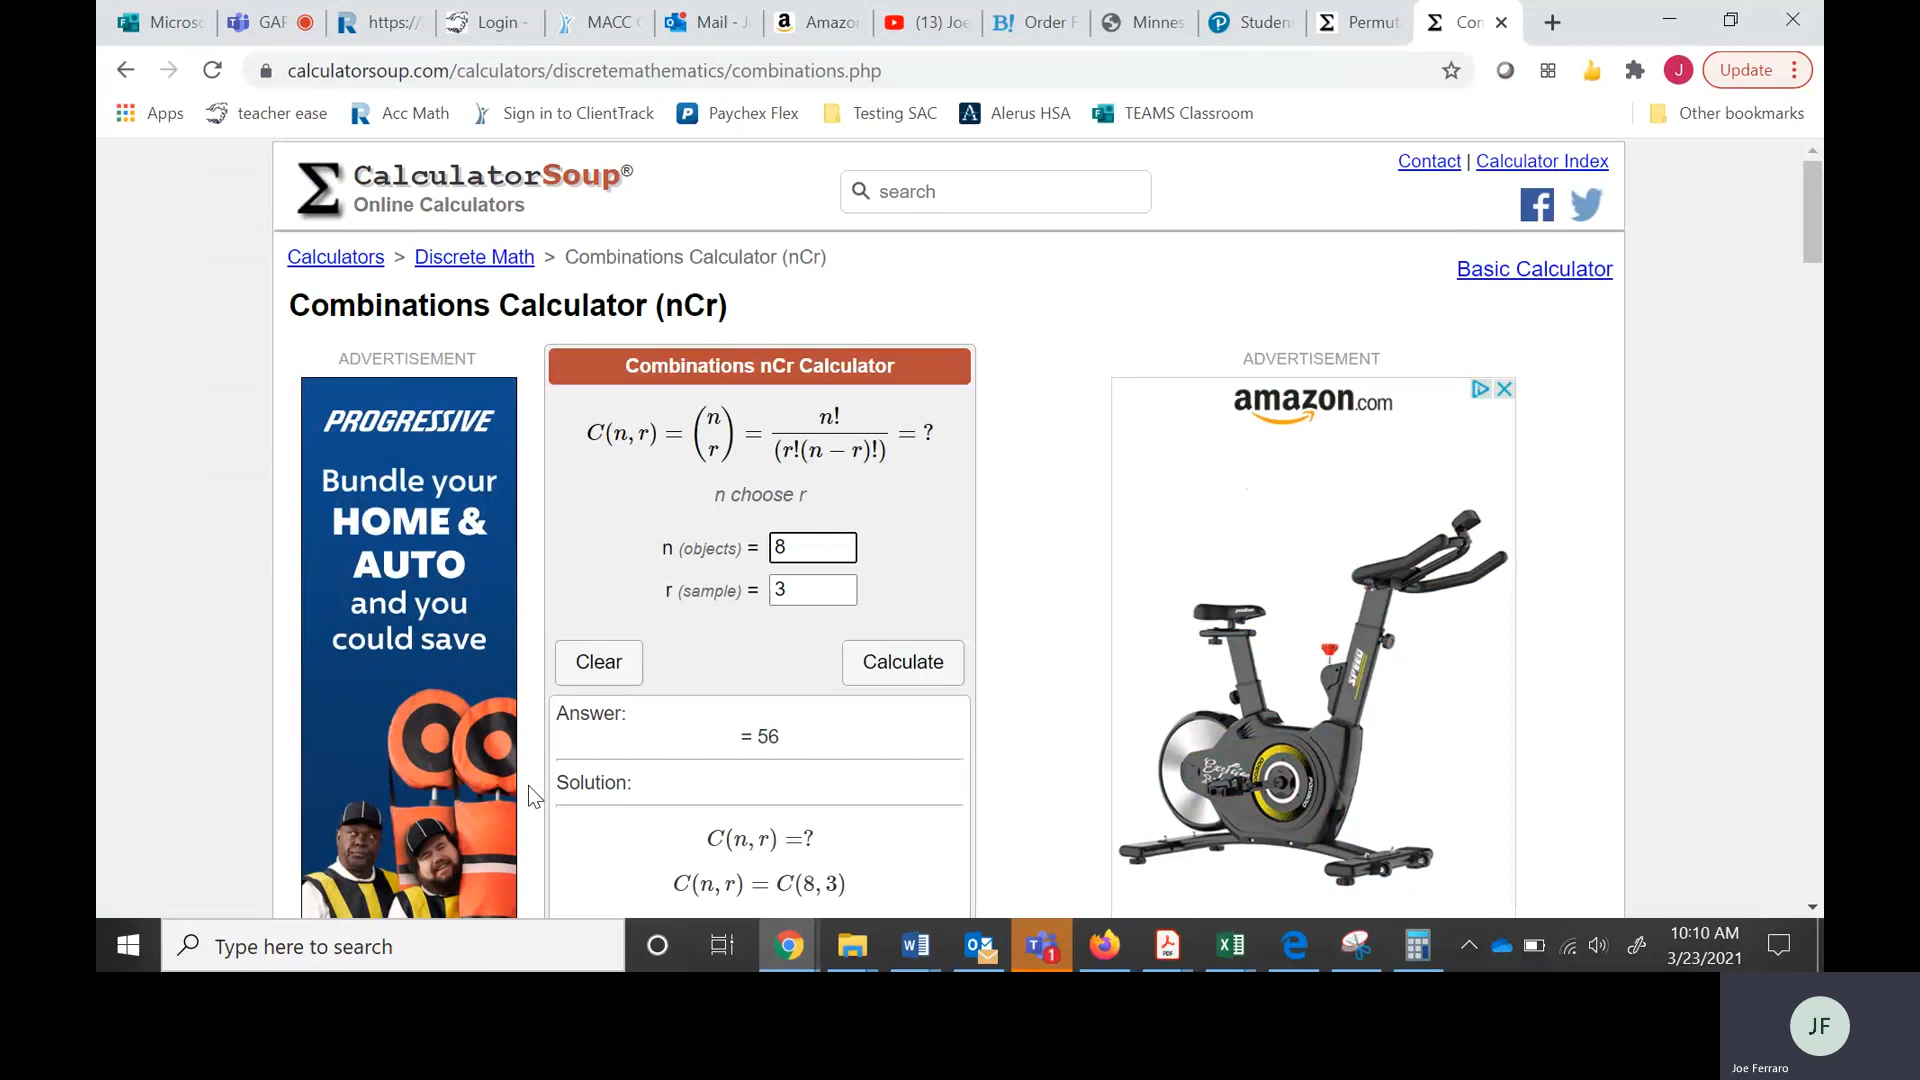 Microso
GAP
https://
Login -
MACC
Mail - J
Amazo
(13) Joe
Order F
Minnes
Student
Permut
Con
calculatorsoup.com/calculators/discretemathematics/combinations.php
J
Update
Apps
teacher ease
Acc Math
Sign in to ClientTrack
Paychex Flex
Testing SAC
Alerus HSA
TEAMS Classroom
Other bookmarks
CalculatorSoup®
Online Calculators
search
Contact | Calculator Index
Calculators > Discrete Math > Combinations Calculator (nCr)
Basic Calculator
Combinations Calculator (nCr)
ADVERTISEMENT
PROGRESSIVE
Bundle your
HOME &
AUTO
and you
could save
Combinations nCr Calculator
C(n, r) = (n r) = n! / (r!(n − r)!) = ?
n choose r
n (objects) = 8
r (sample) = 3
Clear
Calculate
Answer:
= 56
Solution:
C(n, r) =?
C(n, r) = C(8, 3)
ADVERTISEMENT
amazon.com
SPEED
Type here to search
1
10:10 AM
3/23/2021
JF
Joe Ferraro